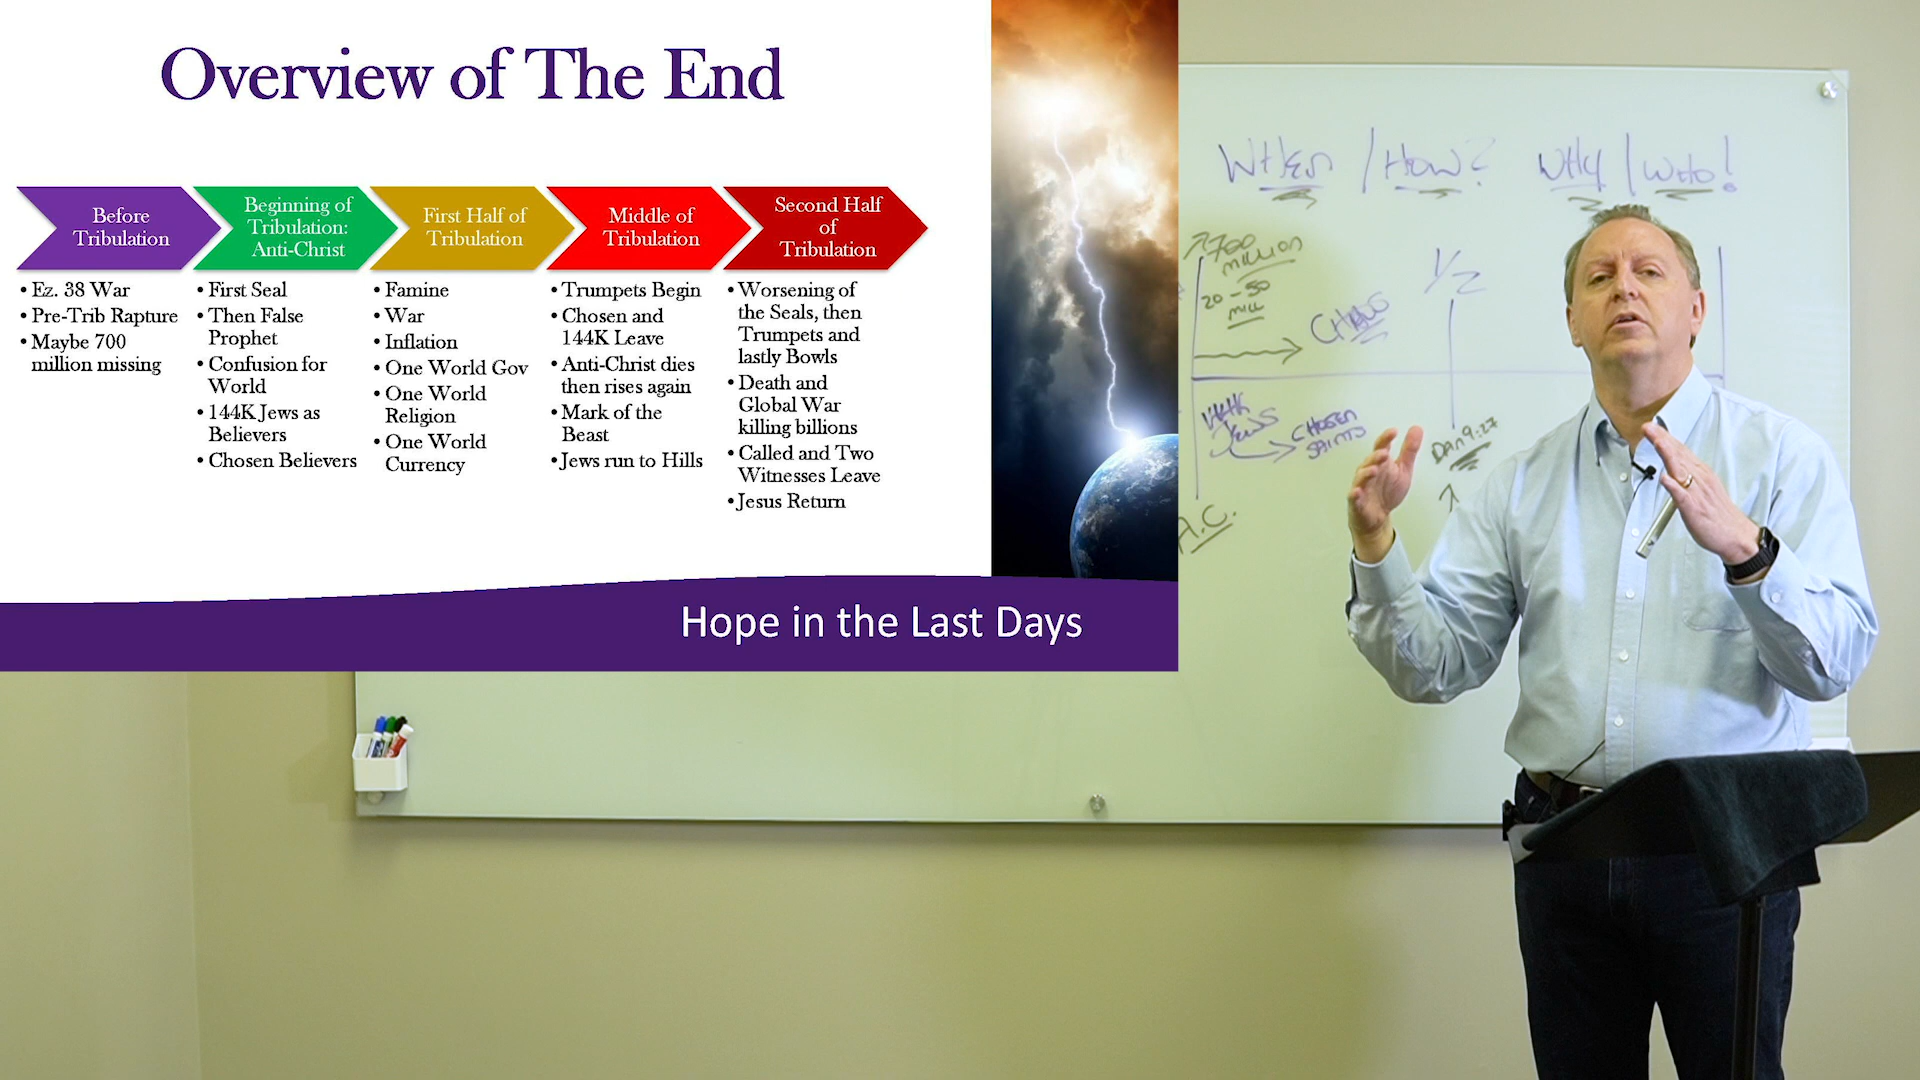 Overview of The End
Before
Tribulation
• Ez. 38 War
• Pre-Trib Rapture
• Maybe 700
million missing
Beginning of
Tribulation:
Anti-Christ
• First Seal
• Then False
Prophet
• Confusion for
World
• 144K Jews as
Believers
• Chosen Believers
First Half of
Tribulation
• Famine
• War
• Inflation
• One World Gov
• One World
Religion
• One World
Currency
Middle of
Tribulation
• Trumpets Begin
• Chosen and
144K Leave
• Anti-Christ dies
then rises again
• Mark of the
Beast
• Jews run to Hills
Second Half
of
Tribulation
• Worsening of
the Seals, then
Trumpets and
lastly Bowls
• Death and
Global War
killing billions
• Called and Two
Witnesses Leave
• Jesus Return
Hope in the Last Days
WHEN / HOW? WHY / WHO!
700
MILLION
20-50
MILL
CHAOS
1/2
JEWS
CHOSEN
SAINTS
DAN 9:27
A.C.